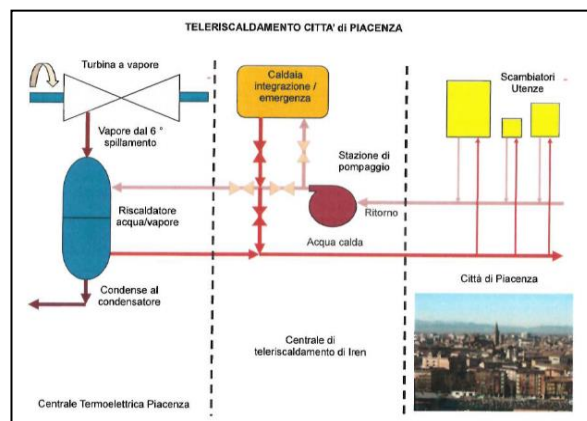 TELERISCALDAMENTO CITTA' di PIACENZA
Turbina a vapore
Caldaia
integrazione /
emergenza
Scambiatori
Utenze
Vapore dal 6°
spillamento
Stazione di
pompaggio
Riscaldatore
acqua/vapore
Ritorno
Acqua calda
Condense al
condensatore
Città di Piacenza
Centrale di
teleriscaldamento di Iren
Centrale Termoelettrica Piacenza